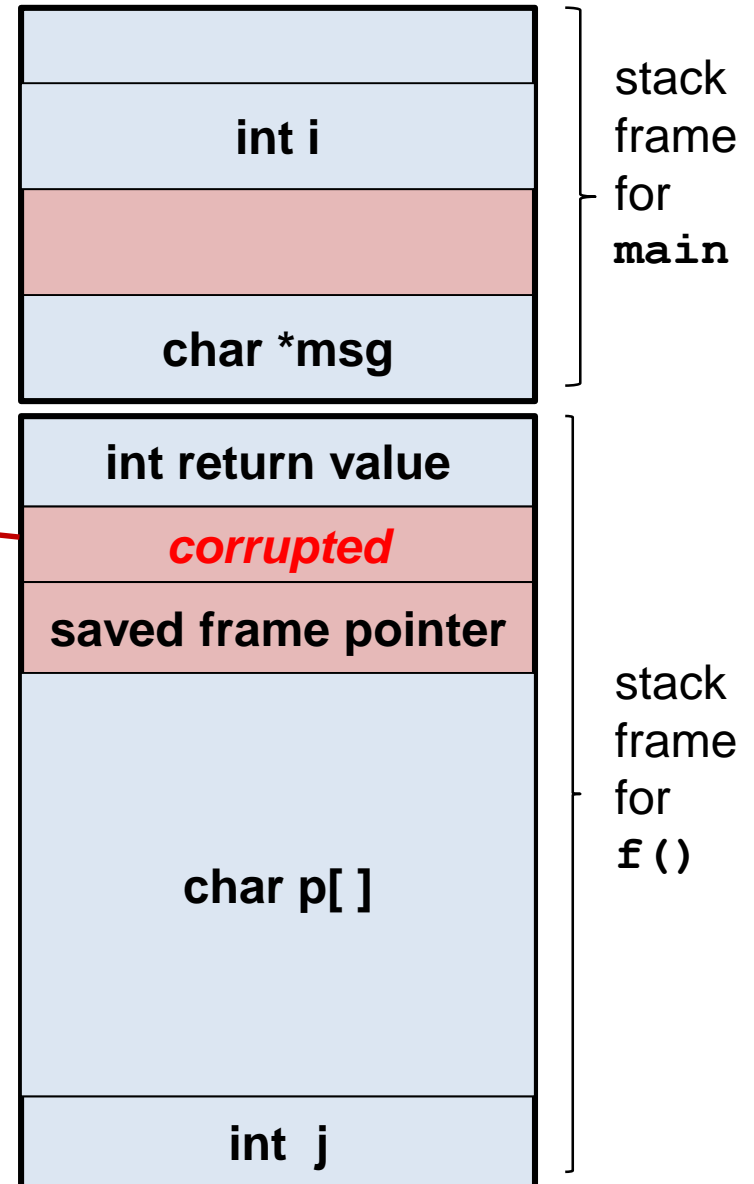 stack
frame
for
main
int i
char *msg
int return value
corrupted
saved frame pointer
char p[ ]
int j
stack
frame
for
f()